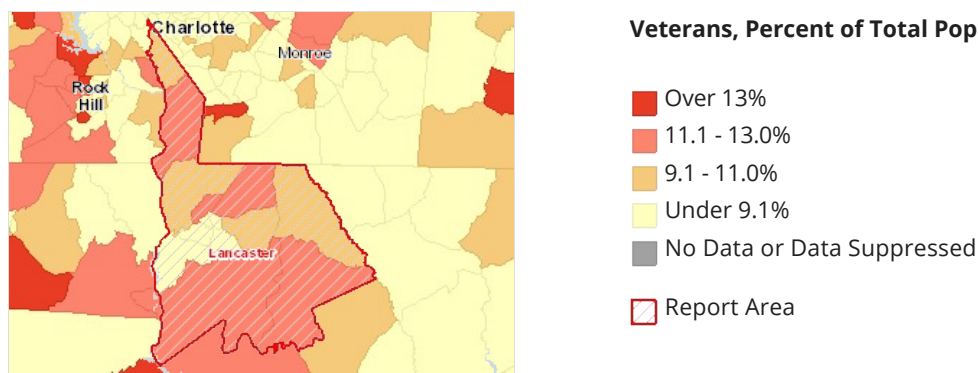 Charlotte
Monroe
Rock
Hill
Lancaster
Veterans, Percent of Total Pop
Over 13%
11.1 - 13.0%
9.1 - 11.0%
Under 9.1%
No Data or Data Suppressed
Report Area